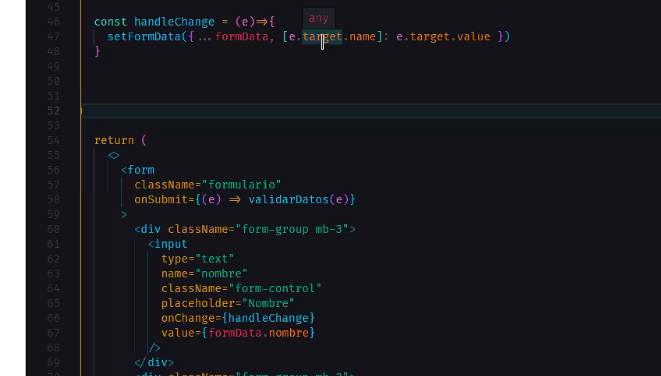 45
any
46 const handleChange = (e)=>{
47 setFormData({ ...formData, [e.target.name]: e.target.value })
48 }
49
50
51
52
53
54 return (
55 <>
56 <form
57 className="formulario"
58 onSubmit={(e) => validarDatos(e)}
59 >
60 <div className="form-group mb-3">
61 <input
62 type="text"
63 name="nombre"
64 className="form-control"
65 placeholder="Nombre"
66 onChange={handleChange}
67 value={formData.nombre}
68 />
69 </div>